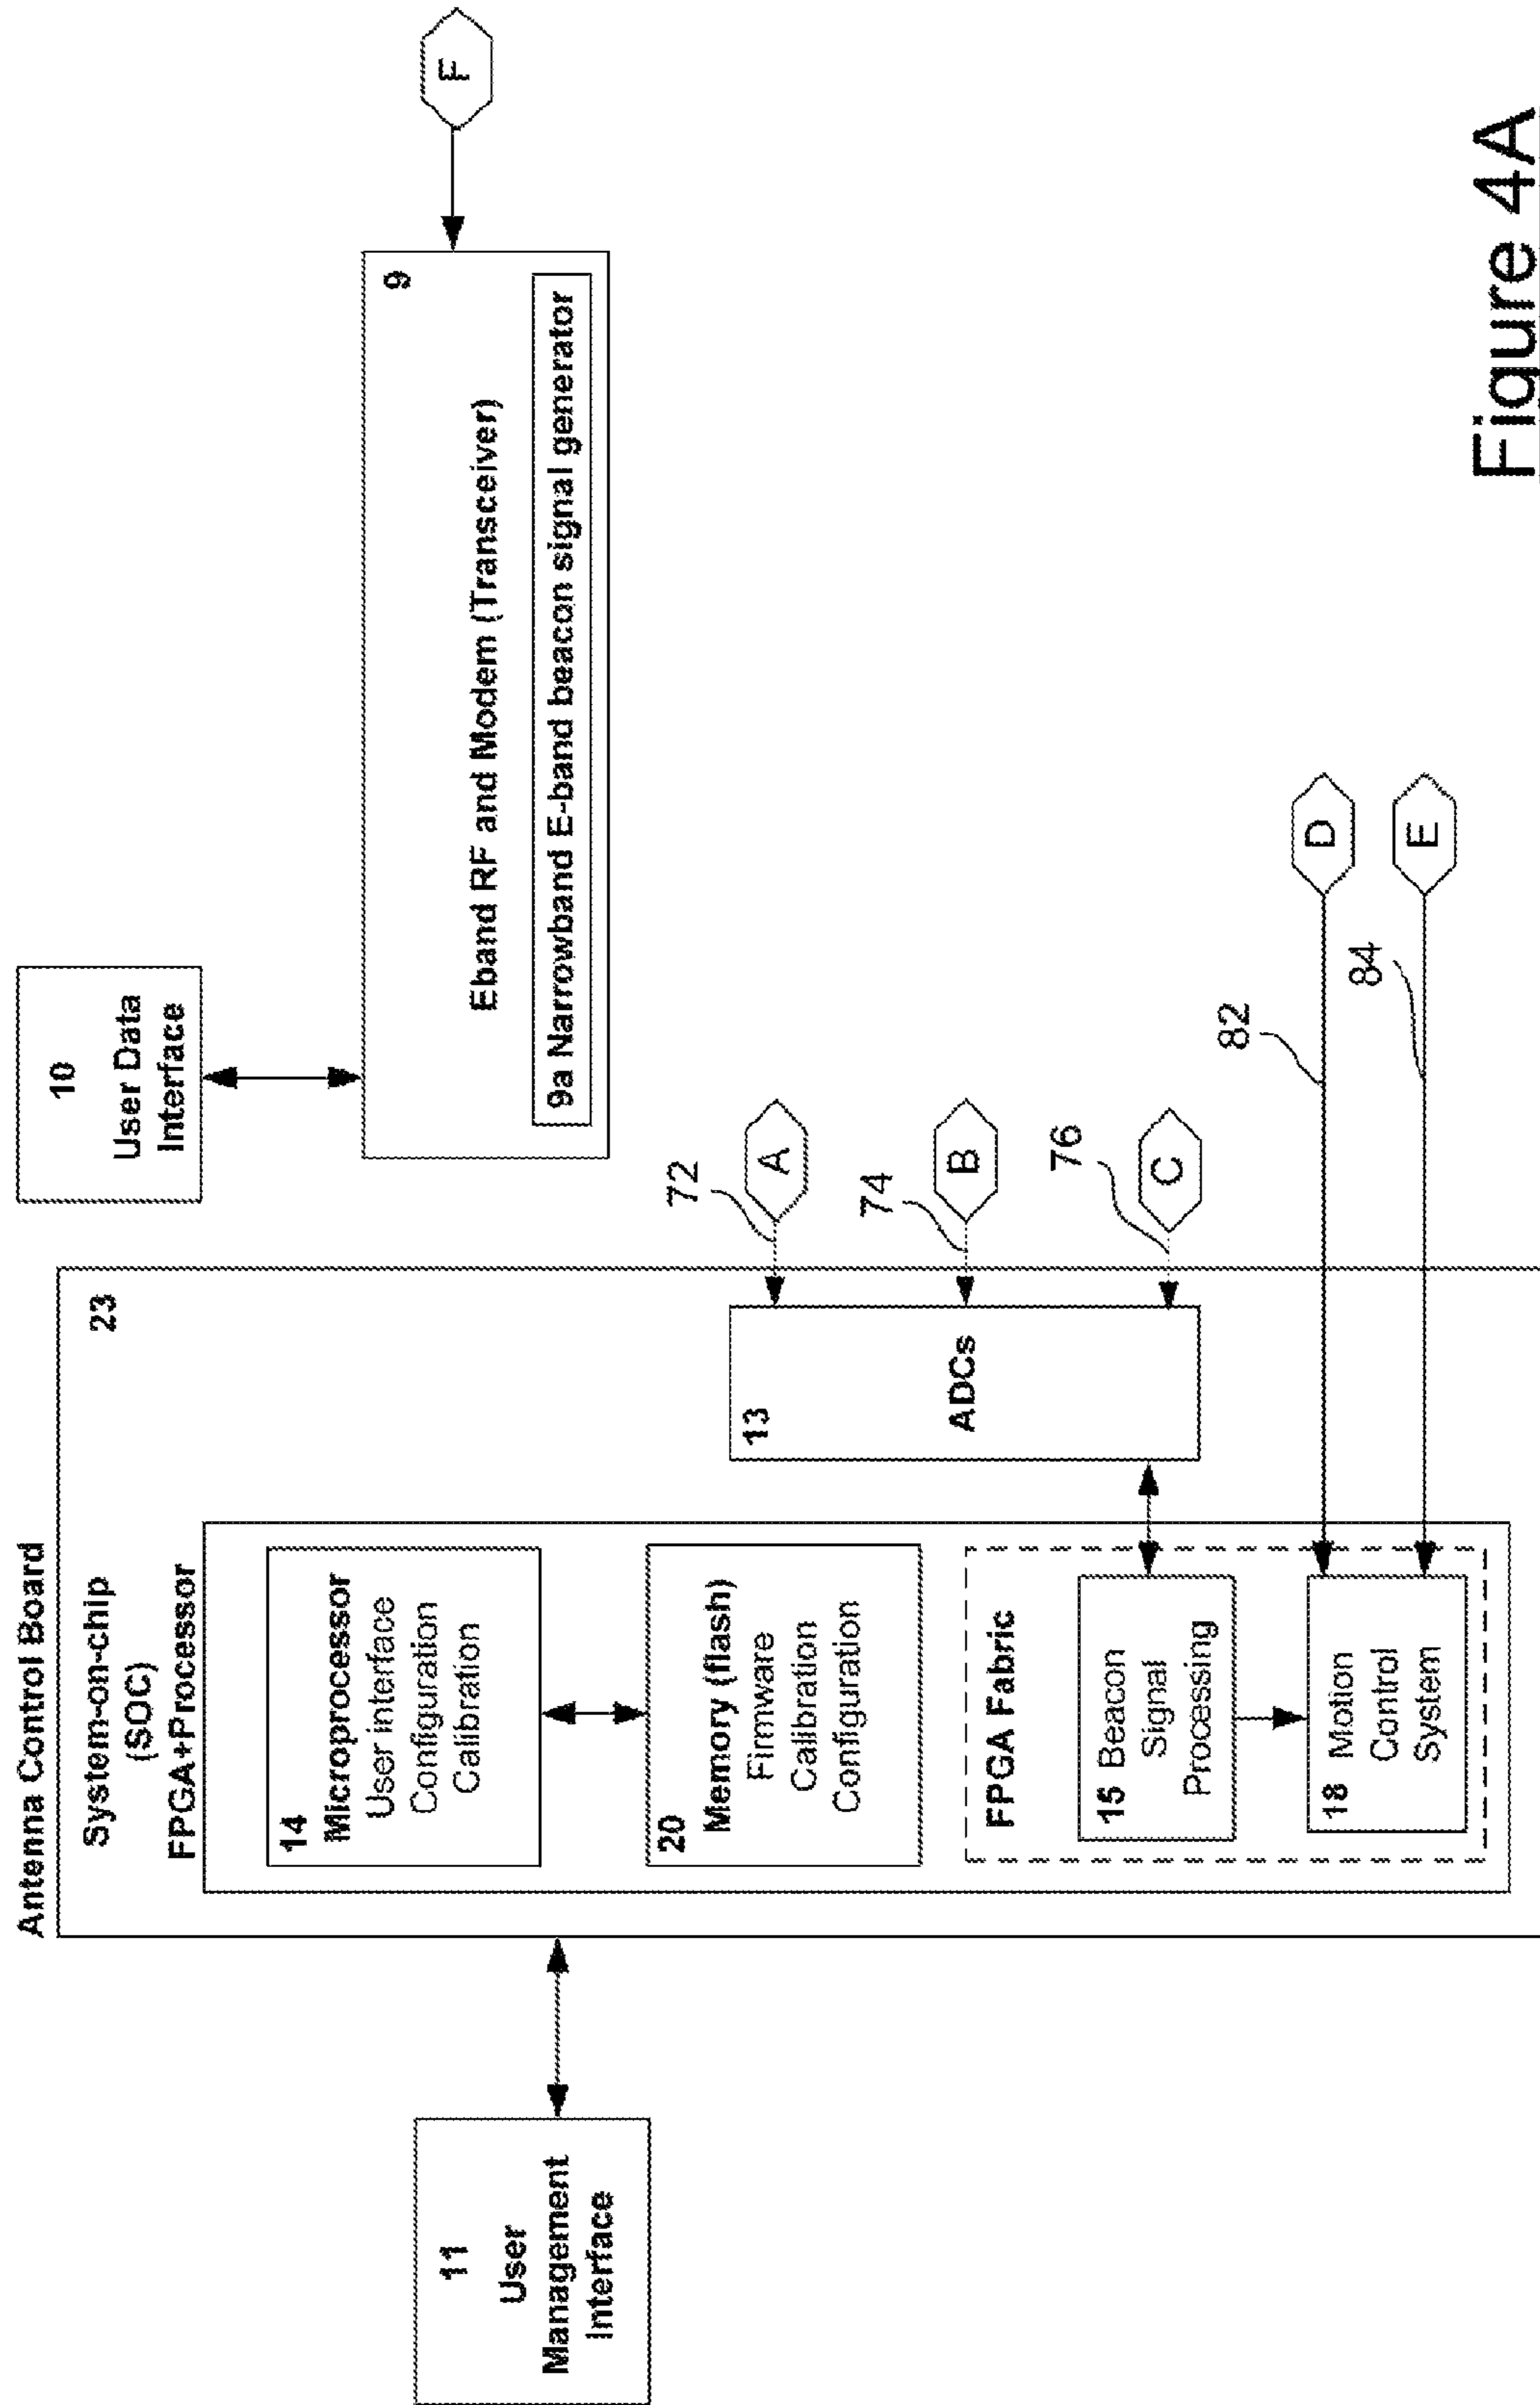 Antenna Control Board
23
System-on-chip
(SOC)
FPGA+Processor
14
Microprocessor
User interface
Configuration
Calibration
20
Memory (flash)
Firmware
Calibration
Configuration
FPGA Fabric
15 Beacon
Signal
Processing
18 Motion
Control
System
13
ADCs
11
User
Management
Interface
10
User Data
Interface
9
Eband RF and Modem (Transceiver)
9a Narrowband E-band beacon signal generator
F
72
A
74
B
76
C
82
D
84
E
Figure 4A